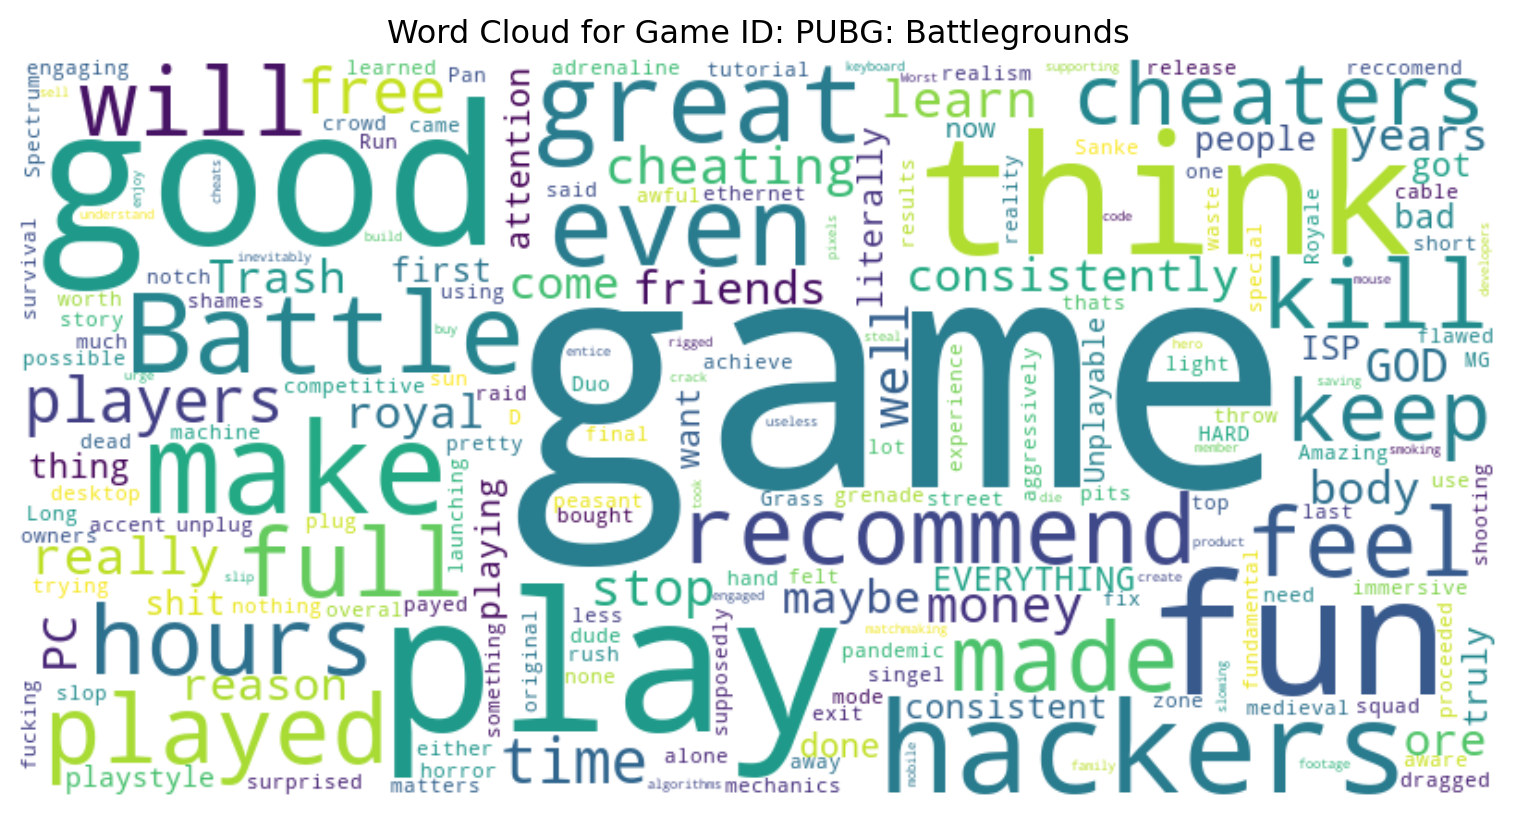 Word Cloud for Game ID: PUBG: Battlegrounds
engaging
learned
adrenaline
tutorial
keyboard
supporting
release
reccomend
will
free
Pan
great
Worst
realism
learn
cheaters
sell
Spectrum
crowd
came
attention
Run
now
people
years
good
cheating
literally
Sanke
think
got
said
awful
ethernet
results
reality
one
waste
Royale
cable
bad
enjoy
cheats
understand
even
code
special
short
survival
build
pixels
inevitably
developers
notch
Trash
first
come
friends
consistently
kill
mouse
worth
shames
using
thats
story
Battle
buy
game
well
steal
hero
flawed
much
entice
rigged
ISP
GOD
MG
possible
achieve
light
urge
players
competitive
sun
raid
Duo
crack
saving
keep
royal
D
want
useless
experience
aggressively
Unplayable
throw
HARD
dead
machine
pretty
final
lot
member
Amazing
smoking
thing
make
desktop
launching
playing
peasant
took
Grass
grenade
street
die
pits
body
use
Long
accent
unplug
plug
bought
recommend
top
last
shooting
owners
really
full
feel
product
trying
slip
stop
hand
felt
EVERYTHING
create
fundamental
immersive
shit
nothing
overal
payed
engaged
maybe
money
fix
fun
need
PC
hours
play
something
original
less
dude
rush
none
supposedly
matchmaking
pandemic
made
singel
proceeded
truly
fucking
slop
reason
mode
consistent
zone
sloming
medieval
squad
played
exit
hackers
either
time
alone
away
done
ore
playstyle
surprised
horror
matters
algorithms
mechanics
mobile
family
footage
aware
dragged